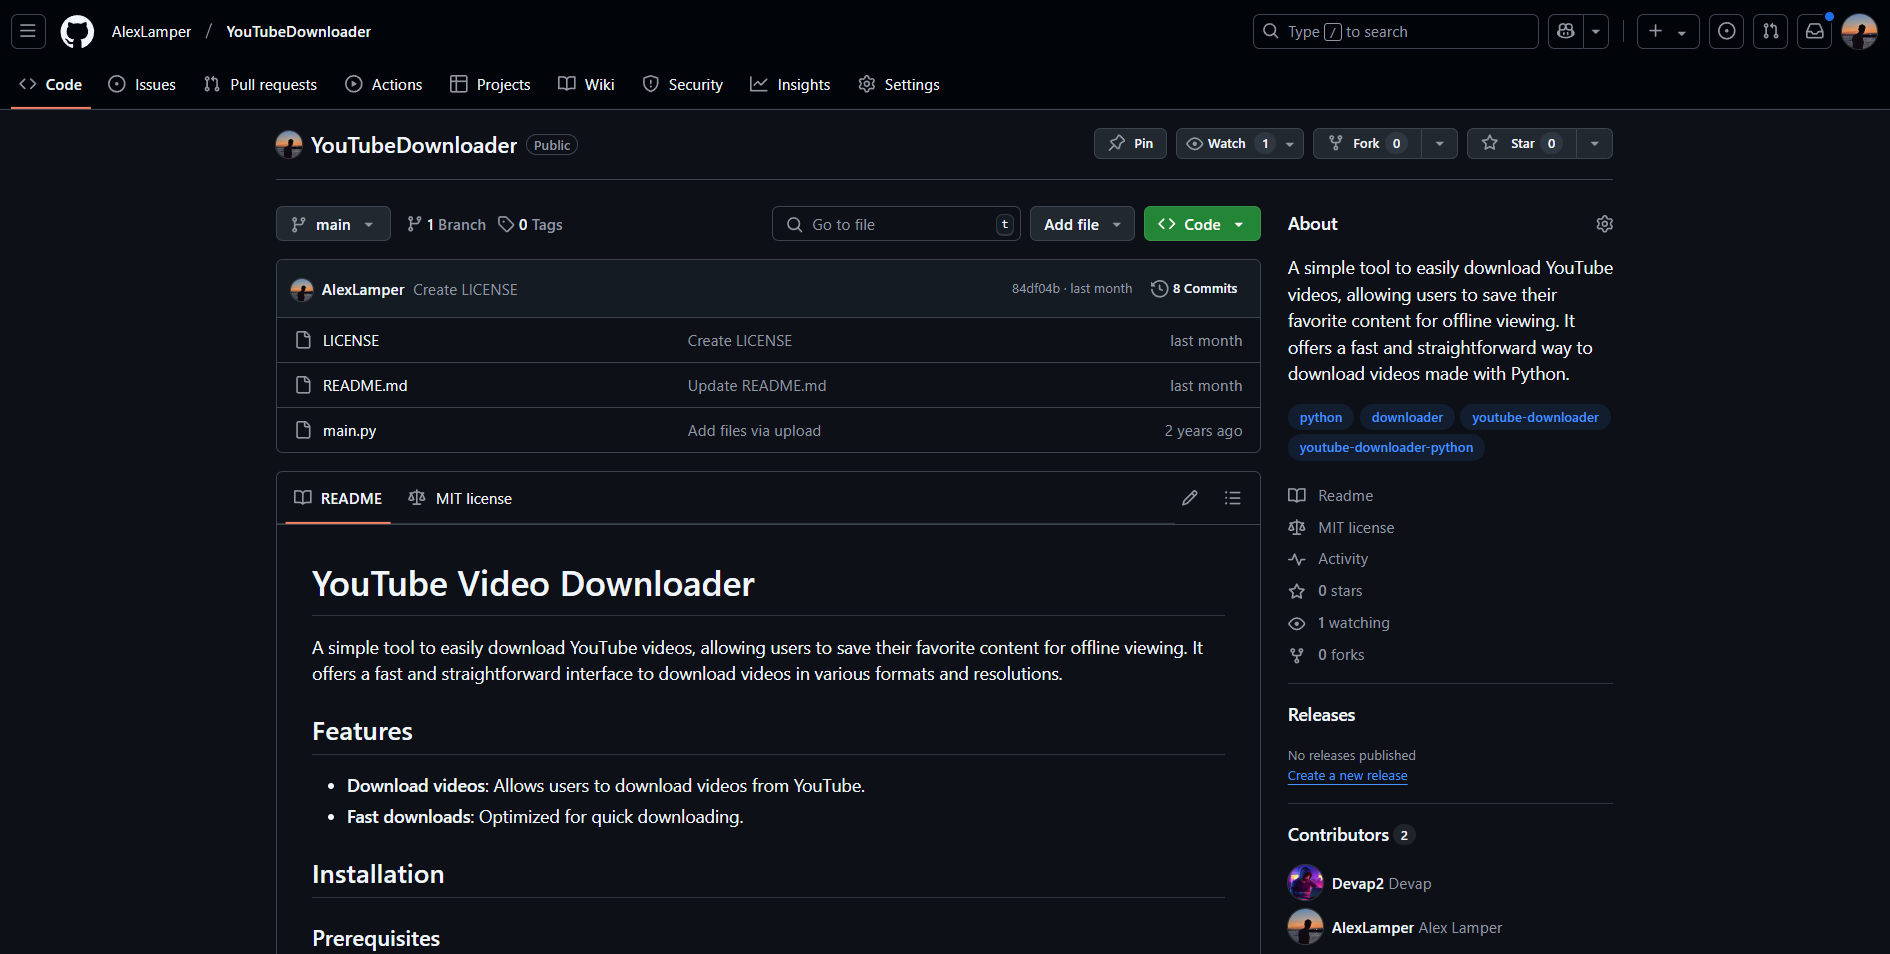 AlexLamper / YouTubeDownloader
Type / to search
Code
Issues
Pull requests
Actions
Projects
Wiki
Security
Insights
Settings
YouTubeDownloader Public
Pin
Watch 1
Fork 0
Star 0
main
1 Branch
0 Tags
Go to file t
Add file
Code
AlexLamper Create LICENSE 84df04b · last month 8 Commits
LICENSE Create LICENSE last month
README.md Update README.md last month
main.py Add files via upload 2 years ago
README
MIT license
YouTube Video Downloader
A simple tool to easily download YouTube videos, allowing users to save their favorite content for offline viewing. It
offers a fast and straightforward interface to download videos in various formats and resolutions.
Features
• Download videos: Allows users to download videos from YouTube.
• Fast downloads: Optimized for quick downloading.
Installation
Prerequisites
About
A simple tool to easily download YouTube
videos, allowing users to save their
favorite content for offline viewing. It
offers a fast and straightforward way to
download videos made with Python.
python downloader youtube-downloader
youtube-downloader-python
Readme
MIT license
Activity
0 stars
1 watching
0 forks
Releases
No releases published
Create a new release
Contributors 2
Devap2 Devap
AlexLamper Alex Lamper